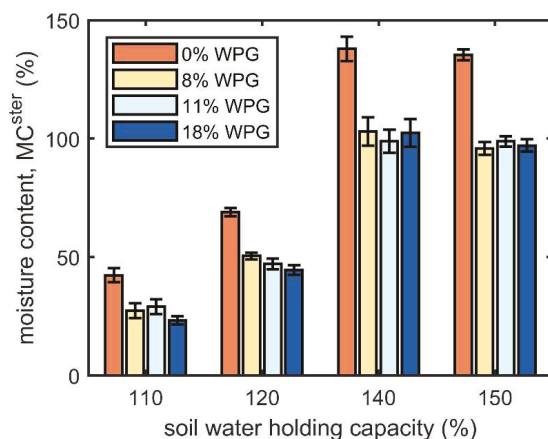 150
100
50
0
moisture content, MC^ster (%)
0% WPG
8% WPG
11% WPG
18% WPG
110 120 140 150
soil water holding capacity (%)